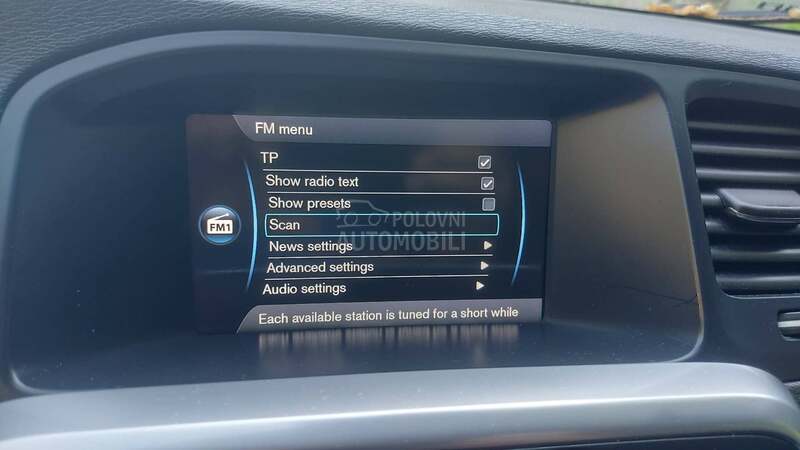 FM menu
TP
Show radio text
Show presets
FM1
Scan
POLOVNI
AUTOMOBILI
News settings
Advanced settings
Audio settings
Each available station is tuned for a short while